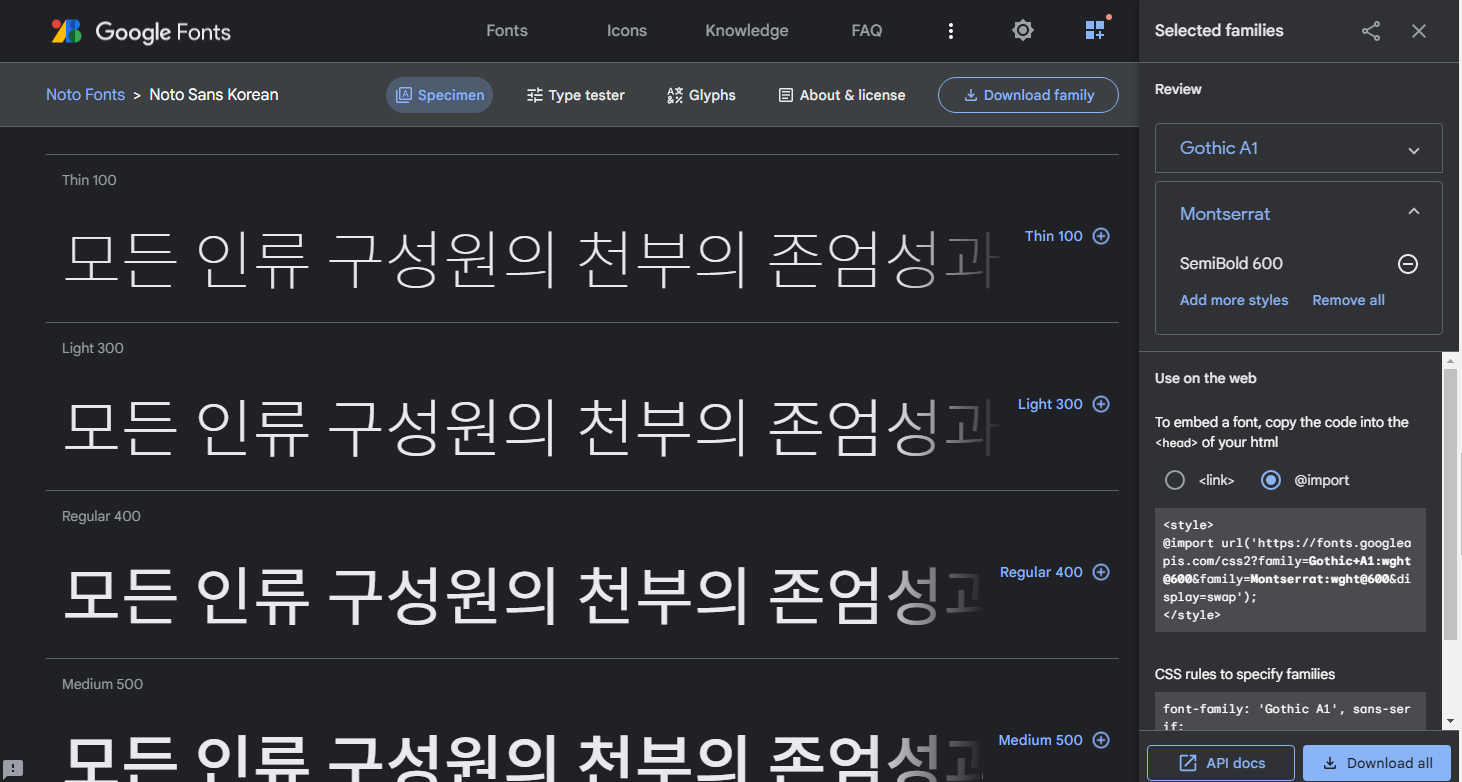 Google Fonts
Fonts
Icons
Knowledge
FAQ
Noto Fonts > Noto Sans Korean
Specimen
Type tester
Glyphs
About & license
Download family
Thin 100
모든 인류 구성원의 천부의 존엄성과
Thin 100
Light 300
모든 인류 구성원의 천부의 존엄성과
Light 300
Regular 400
모든 인류 구성원의 천부의 존엄성과
Regular 400
Medium 500
모든 인류 구성원의 천부의 존엄성과
Medium 500
Selected families
Review
Gothic A1
Montserrat
SemiBold 600
Add more styles
Remove all
Use on the web
To embed a font, copy the code into the
<head> of your html
<link>
@import
<style>
@import url('https://fonts.googlea
pis.com/css2?family=Gothic+A1:wght
@600&family=Montserrat:wght@600&di
splay=swap');
</style>
CSS rules to specify families
font-family: 'Gothic A1', sans-ser
if;
API docs
Download all